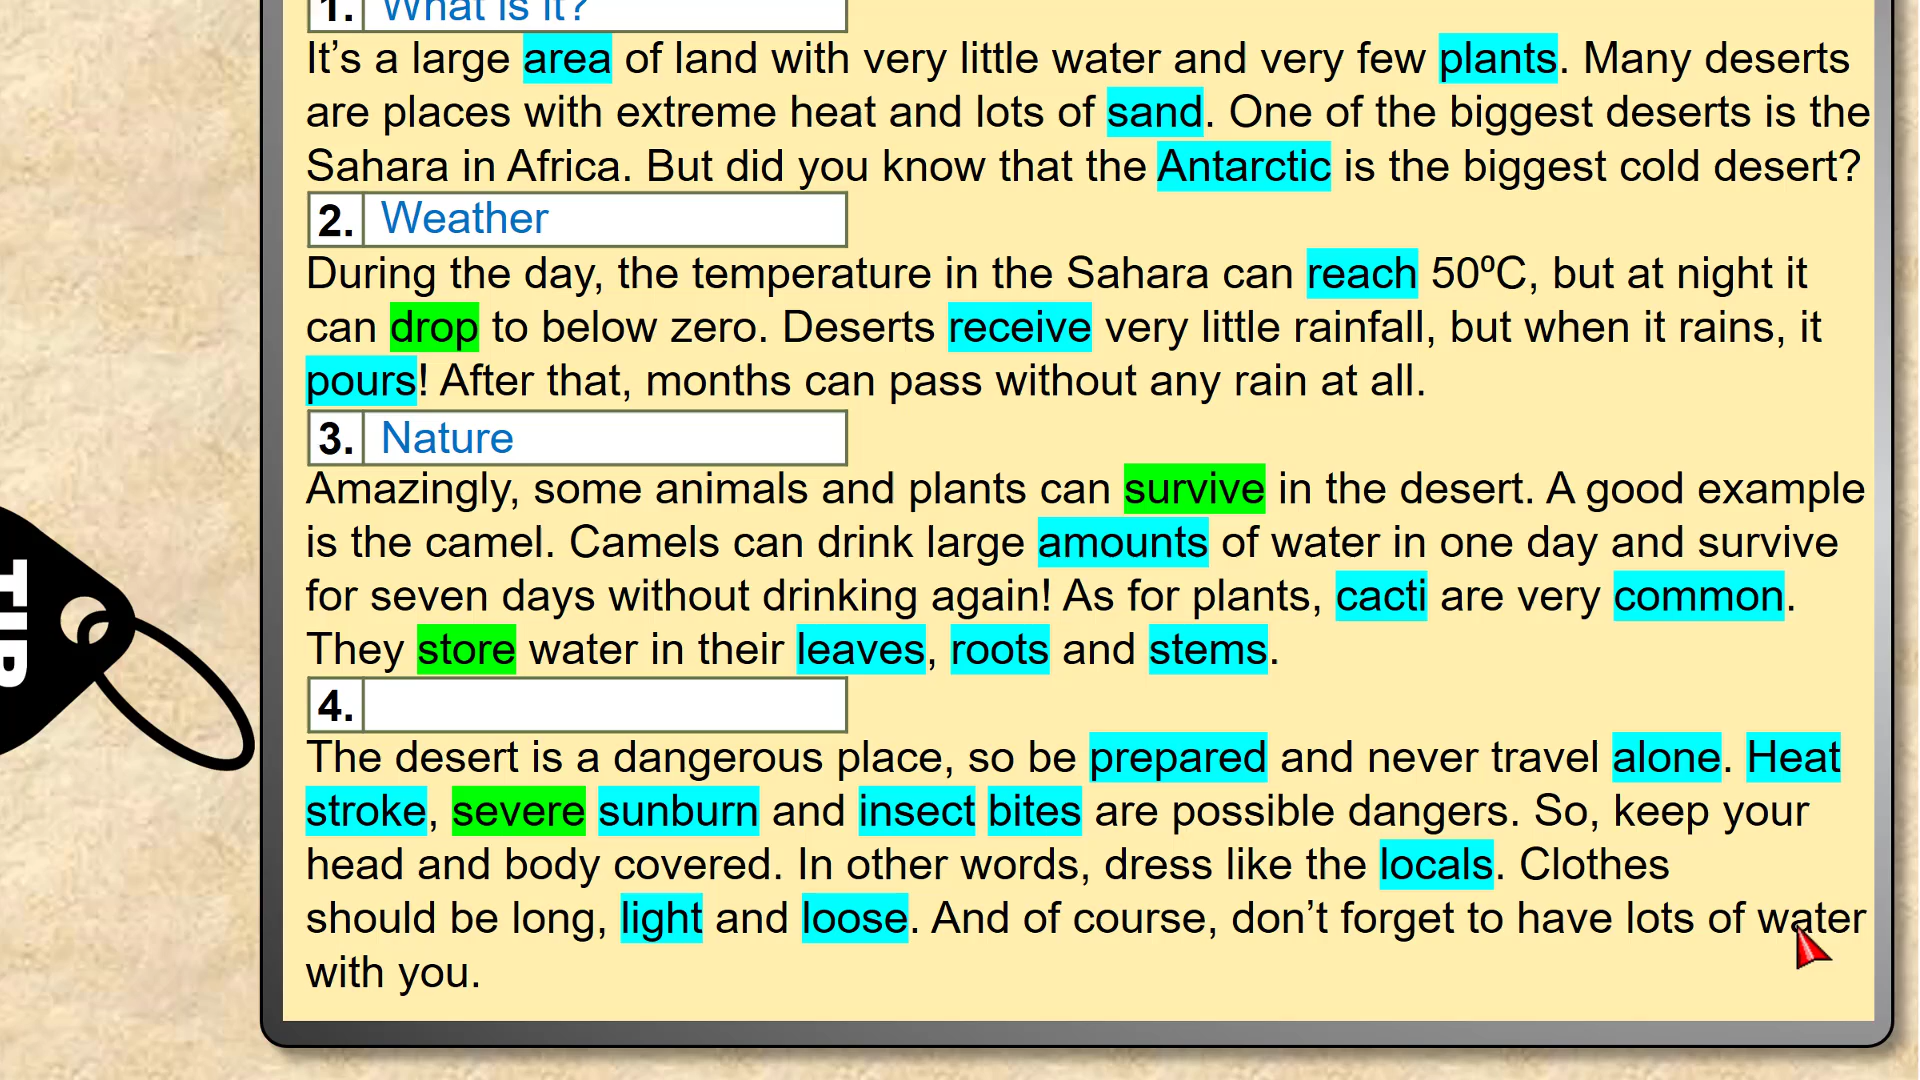 1. What is it?
It’s a large area of land with very little water and very few plants. Many deserts
are places with extreme heat and lots of sand. One of the biggest deserts is the
Sahara in Africa. But did you know that the Antarctic is the biggest cold desert?
2. Weather
During the day, the temperature in the Sahara can reach 50ºC, but at night it
can drop to below zero. Deserts receive very little rainfall, but when it rains, it
pours! After that, months can pass without any rain at all.
3. Nature
Amazingly, some animals and plants can survive in the desert. A good example
is the camel. Camels can drink large amounts of water in one day and survive
for seven days without drinking again! As for plants, cacti are very common.
They store water in their leaves, roots and stems.
4.
The desert is a dangerous place, so be prepared and never travel alone. Heat
stroke, severe sunburn and insect bites are possible dangers. So, keep your
head and body covered. In other words, dress like the locals. Clothes
should be long, light and loose. And of course, don’t forget to have lots of water
with you.
TIP